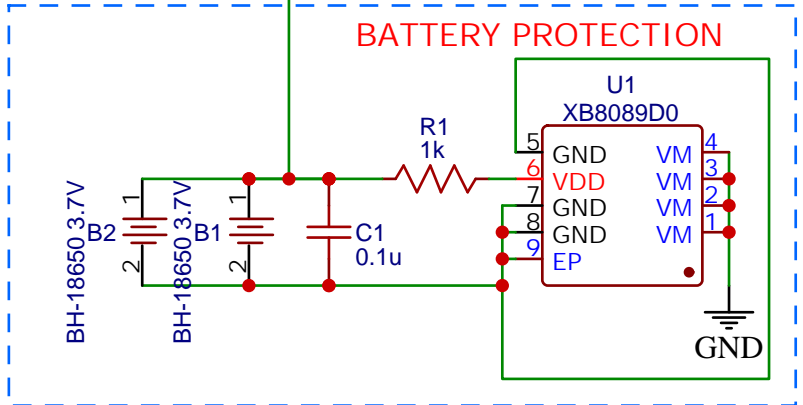 BATTERY PROTECTION
U1
XB8089D0
R1
1k
5 GND VM 4
6 VDD VM 3
7 GND VM 2
8 GND VM 1
9 EP
BH-18650 3.7V
B2
1
2
BH-18650 3.7V
B1
1
2
C1
0.1u
GND